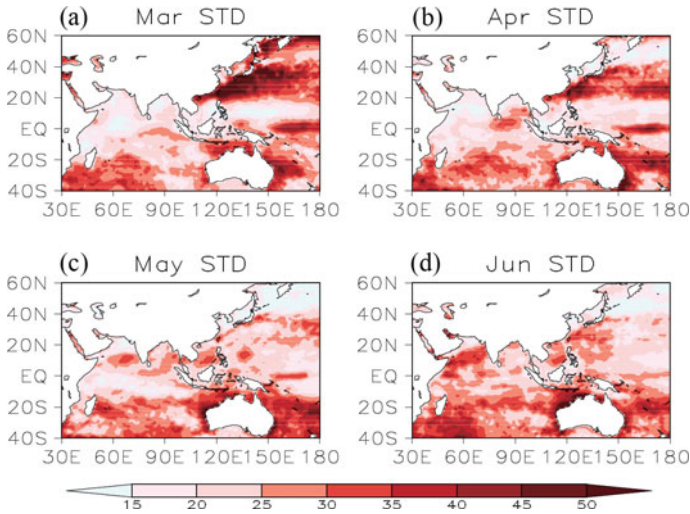 (a) Mar STD
(b) Apr STD
60N
40N
20N
EQ
20S
40S
30E 60E 90E 120E 150E 180
60N
40N
20N
EQ
20S
40S
30E 60E 90E 120E 150E 180
(c) May STD
(d) Jun STD
60N
40N
20N
EQ
20S
40S
30E 60E 90E 120E 150E 180
60N
40N
20N
EQ
20S
40S
30E 60E 90E 120E 150E 180
15 20 25 30 35 40 45 50